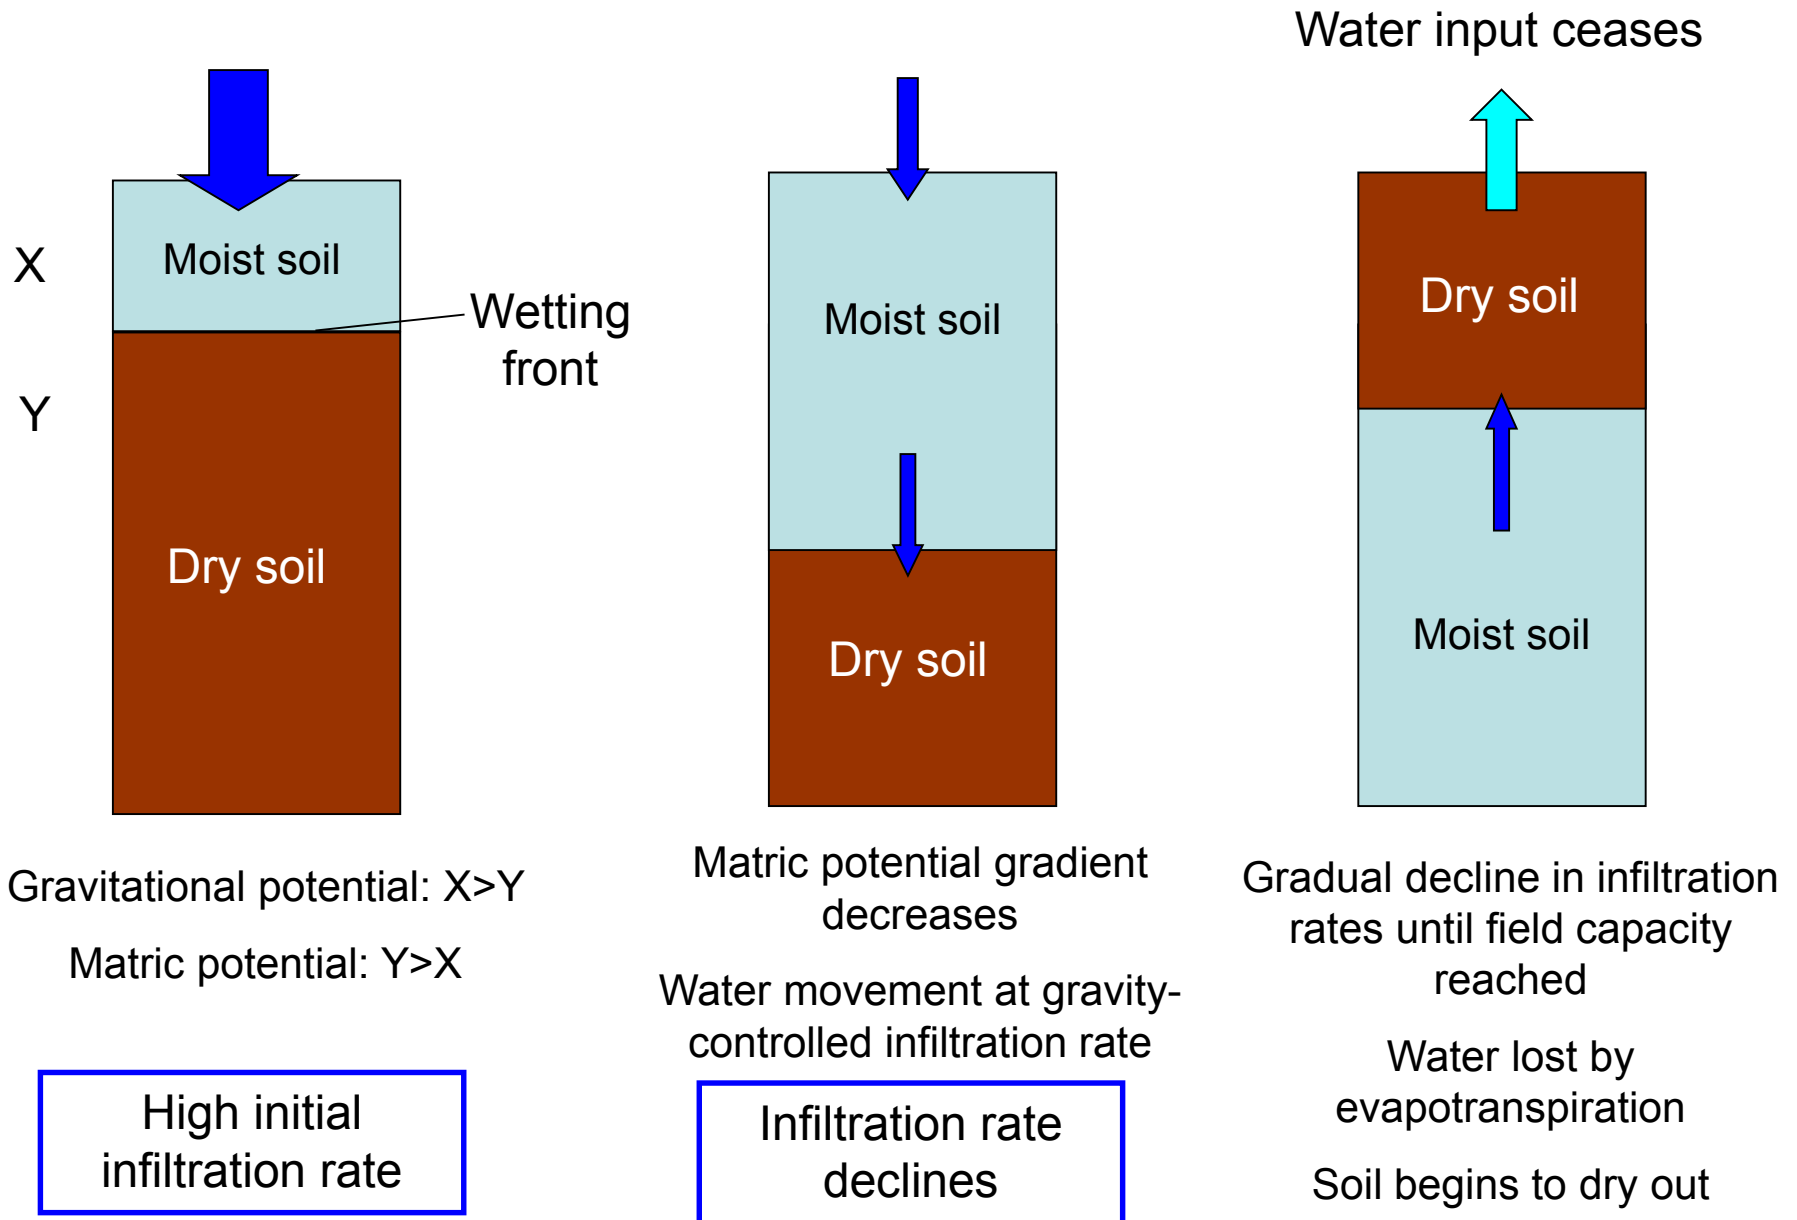 Water input ceases
X
Moist soil
Wetting
front
Y
Dry soil
Gravitational potential: X>Y
Matric potential: Y>X
High initial
infiltration rate
Moist soil
Dry soil
Matric potential gradient
decreases
Water movement at gravity-
controlled infiltration rate
Infiltration rate
declines
Dry soil
Moist soil
Gradual decline in infiltration
rates until field capacity
reached
Water lost by
evapotranspiration
Soil begins to dry out